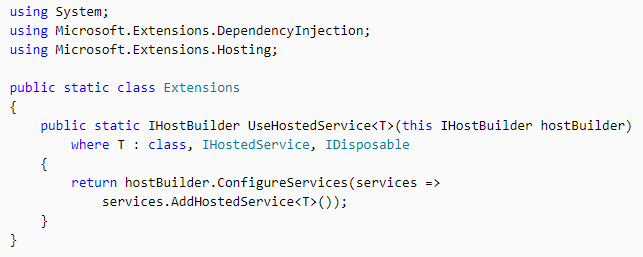 using System;
using Microsoft.Extensions.DependencyInjection;
using Microsoft.Extensions.Hosting;

public static class Extensions
{
    public static IHostBuilder UseHostedService<T>(this IHostBuilder hostBuilder)
        where T : class, IHostedService, IDisposable
    {
        return hostBuilder.ConfigureServices(services =>
            services.AddHostedService<T>());
    }
}